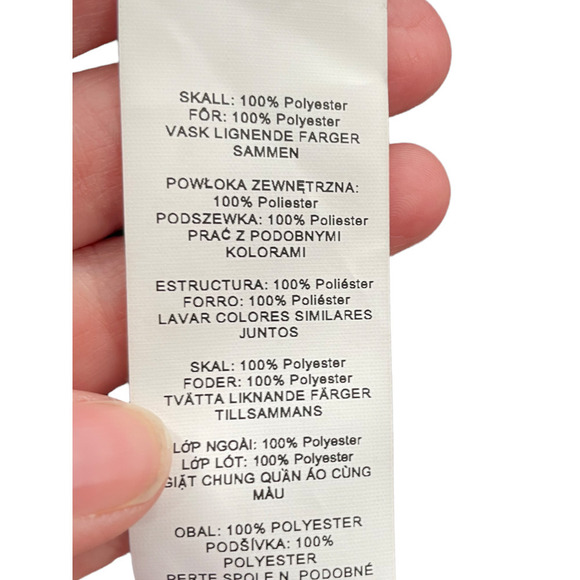 SKALL: 100% Polyester
FÔR: 100% Polyester
VASK LIGNENDE FARGER
SAMMEN
POWŁOKA ZEWNĘTRZNA:
100% Poliester
PODSZEWKA: 100% Poliester
PRAĆ Z PODOBNYMI
KOLORAMI
ESTRUCTURA: 100% Poliéster
FORRO: 100% Poliéster
LAVAR COLORES SIMILARES
JUNTOS
SKAL: 100% Polyester
FODER: 100% Polyester
TVÄTTA LIKNANDE FÄRGER
TILLSAMMANS
LỚP NGOÀI: 100% Polyester
LỚP LÓT: 100% Polyester
GIẶT CHUNG QUẦN ÁO CÙNG
MÀU
OBAL: 100% POLYESTER
PODŠÍVKA: 100%
POLYESTER
PERTE SPOLE N. PODOBNÉ